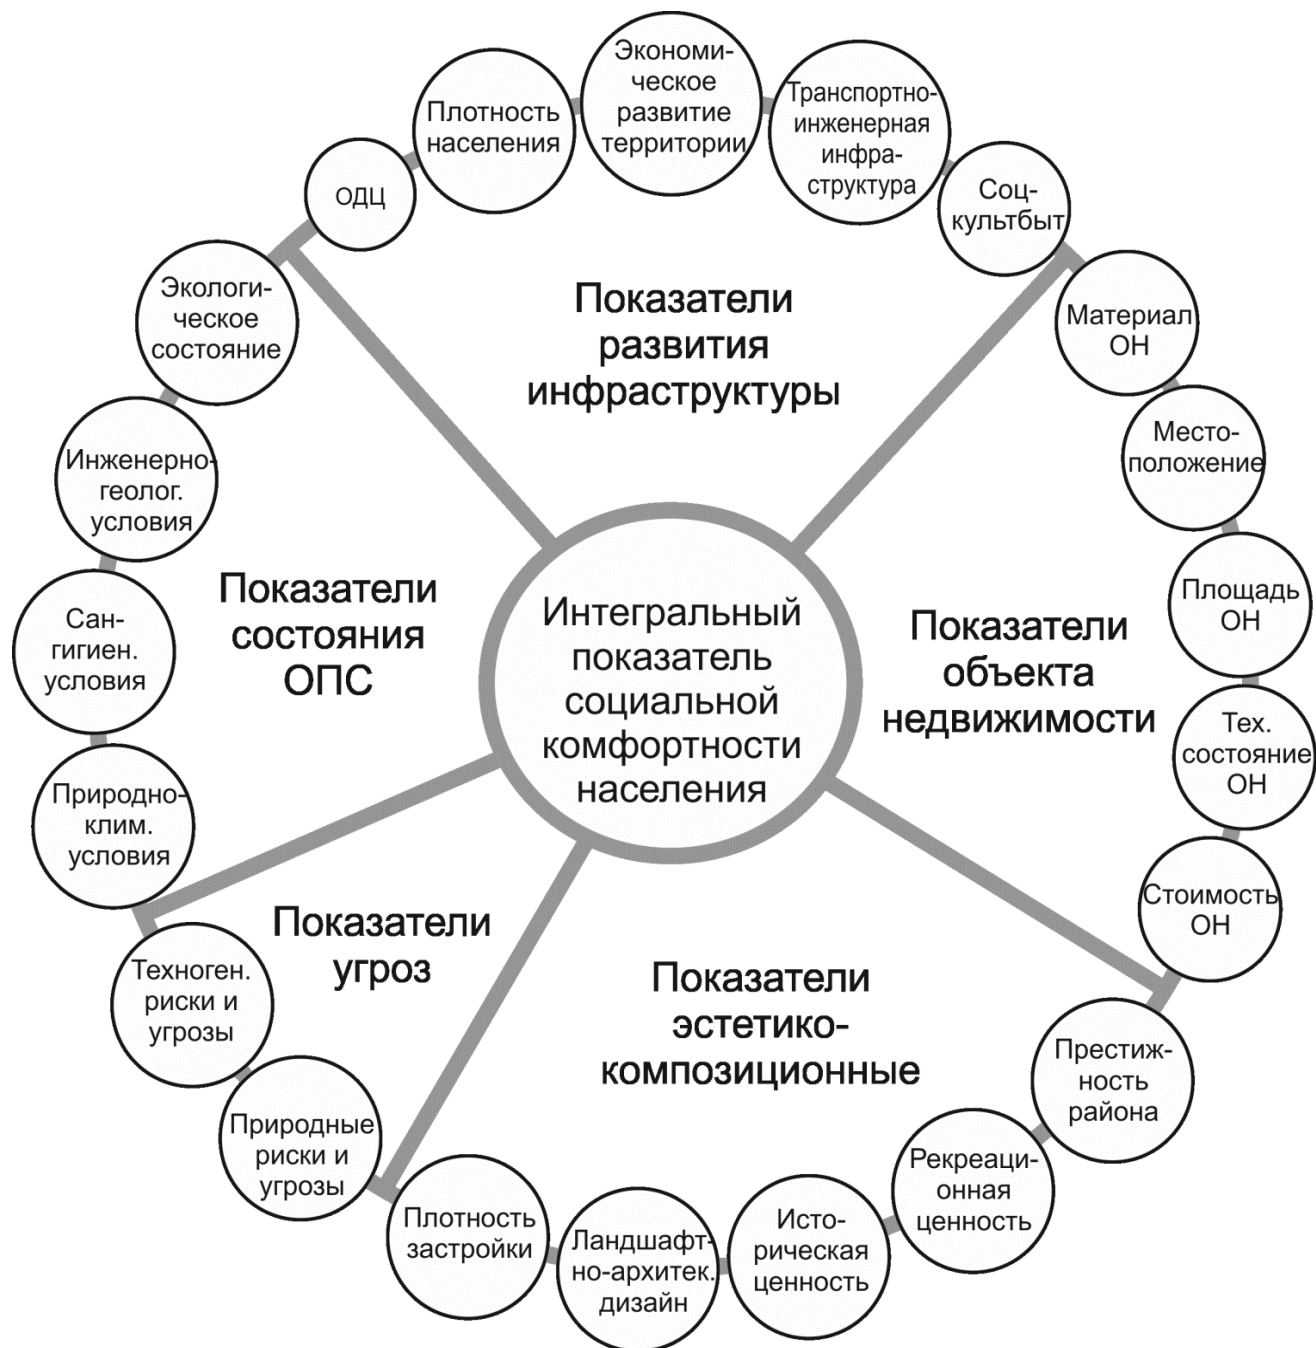 Экономи-
ческое
развитие
территории
Плотность
населения
Транспортно-
инженерная
инфра-
структура
ОДЦ
Соц-
культбыт
Показатели
развития
инфраструктуры
Экологи-
ческое
состояние
Материал
ОН
Место-
положение
Инженерно-
геолог.
условия
Площадь
ОН
Показатели
состояния
ОПС
Интегральный
показатель
социальной
комфортности
населения
Показатели
объекта
недвижимости
Сан-
гигиен.
условия
Тех.
состояние
ОН
Природно-
клим.
условия
Стоимость
ОН
Показатели
угроз
Показатели
эстетико-
композиционные
Техноген.
риски и
угрозы
Престиж-
ность
района
Природные
риски и
угрозы
Рекреаци-
онная
ценность
Плотность
застройки
Ландшафт-
но-архитек.
дизайн
Исто-
рическая
ценность